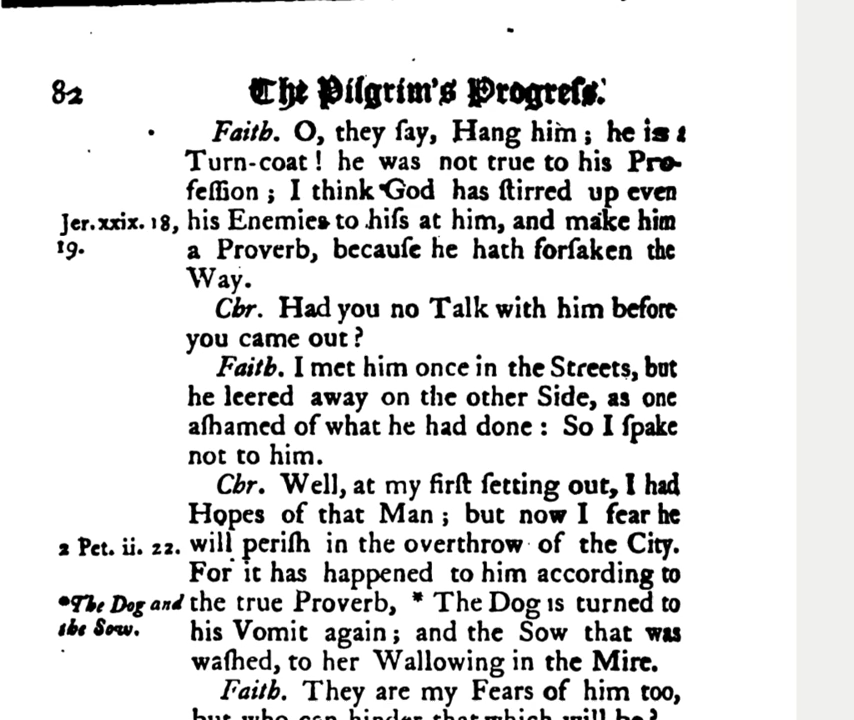 82 The Pilgrim's Progreſs.
Faith. O, they ſay, Hang him; he is a
Turn-coat! he was not true to his Pro-
feſſion; I think God has ſtirred up even
Jer. xxix. 18, his Enemies to hiſs at him, and make him
19. a Proverb, becauſe he hath forſaken the
Way.
Chr. Had you no Talk with him before
you came out?
Faith. I met him once in the Streets, but
he leered away on the other Side, as one
aſhamed of what he had done: So I ſpake
not to him.
Chr. Well, at my firſt ſetting out, I had
Hopes of that Man; but now I fear he
2 Pet. ii. 22. will periſh in the overthrow of the City.
For it has happened to him according to
*The Dog and the true Proverb, * The Dog is turned to
the Sow. his Vomit again; and the Sow that was
waſhed, to her Wallowing in the Mire.
Faith. They are my Fears of him too,
but who can hinder that which will be?